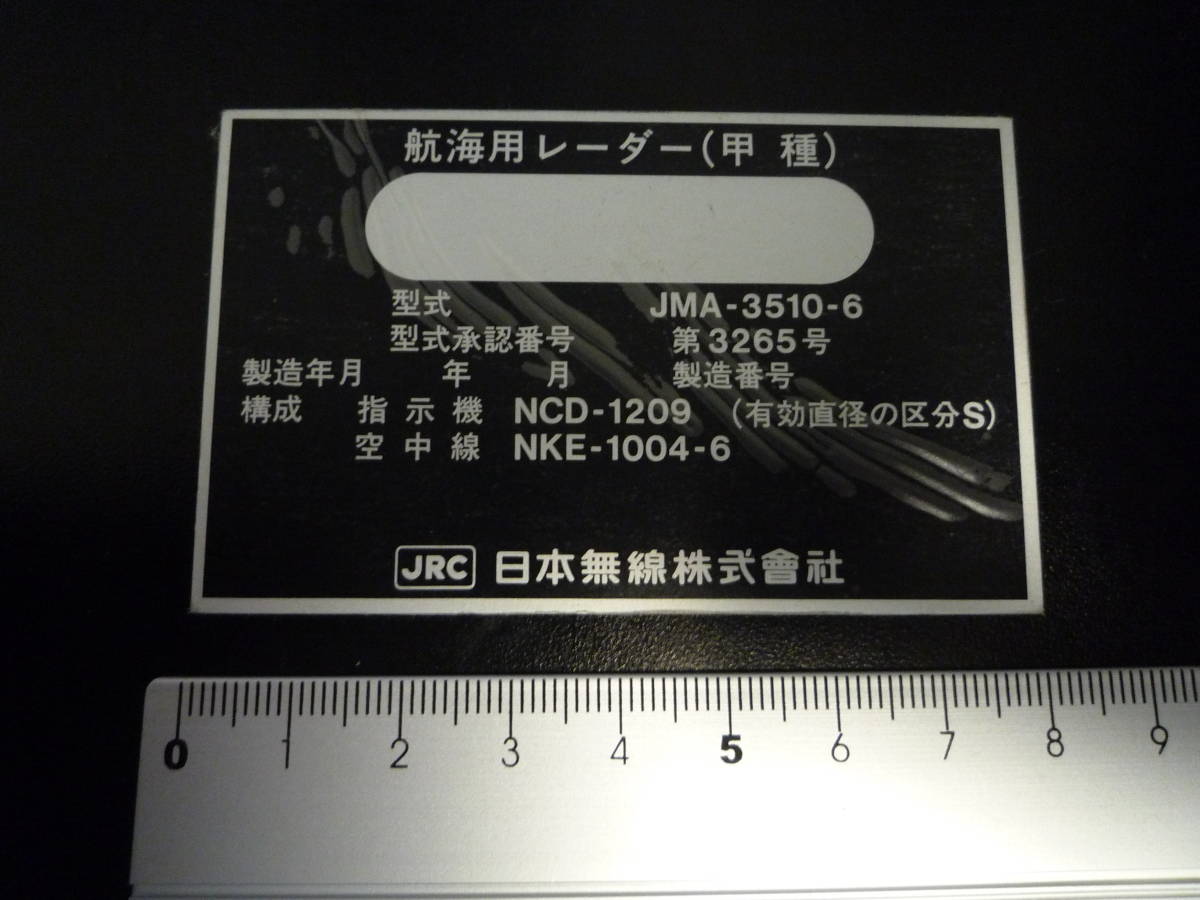 航海用レーダー(甲 種)
型式 JMA-3510-6
型式承認番号 第3265号
製造年月 年 月 製造番号
構成 指示機 NCD-1209 (有効直径の区分S)
空中線 NKE-1004-6
JRC 日本無線株式會社
0 1 2 3 4 5 6 7 8 9